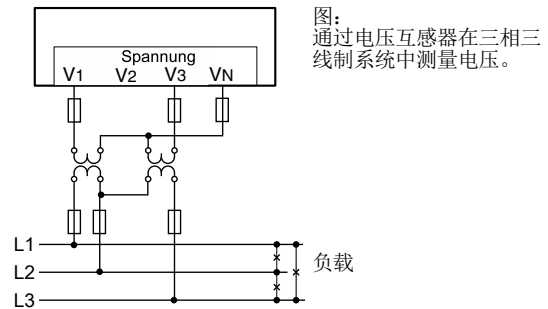 Spannung
V1 V2 V3 VN
图：
通过电压互感器在三相三
线制系统中测量电压。
L1
L2
L3
负载